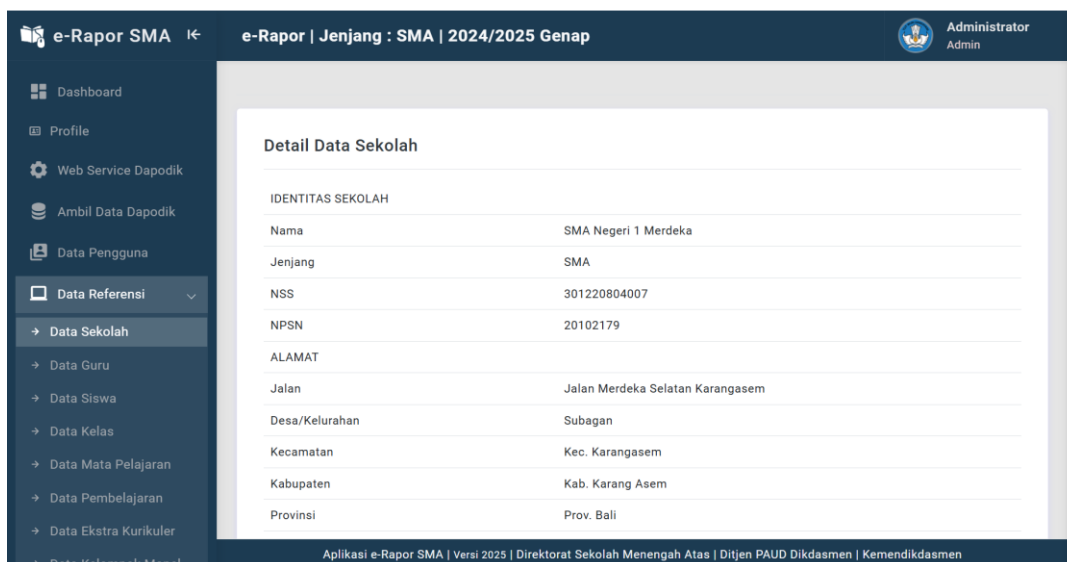 e-Rapor SMA
e-Rapor | Jenjang : SMA | 2024/2025 Genap
Administrator
Admin
Dashboard
Profile
Web Service Dapodik
Ambil Data Dapodik
Data Pengguna
Data Referensi
Data Sekolah
Data Guru
Data Siswa
Data Kelas
Data Mata Pelajaran
Data Pembelajaran
Data Ekstra Kurikuler
Detail Data Sekolah
IDENTITAS SEKOLAH
Nama SMA Negeri 1 Merdeka
Jenjang SMA
NSS 301220804007
NPSN 20102179
ALAMAT
Jalan Jalan Merdeka Selatan Karangasem
Desa/Kelurahan Subagan
Kecamatan Kec. Karangasem
Kabupaten Kab. Karang Asem
Provinsi Prov. Bali
Aplikasi e-Rapor SMA | Versi 2025 | Direktorat Sekolah Menengah Atas | Ditjen PAUD Dikdasmen | Kemendikdasmen